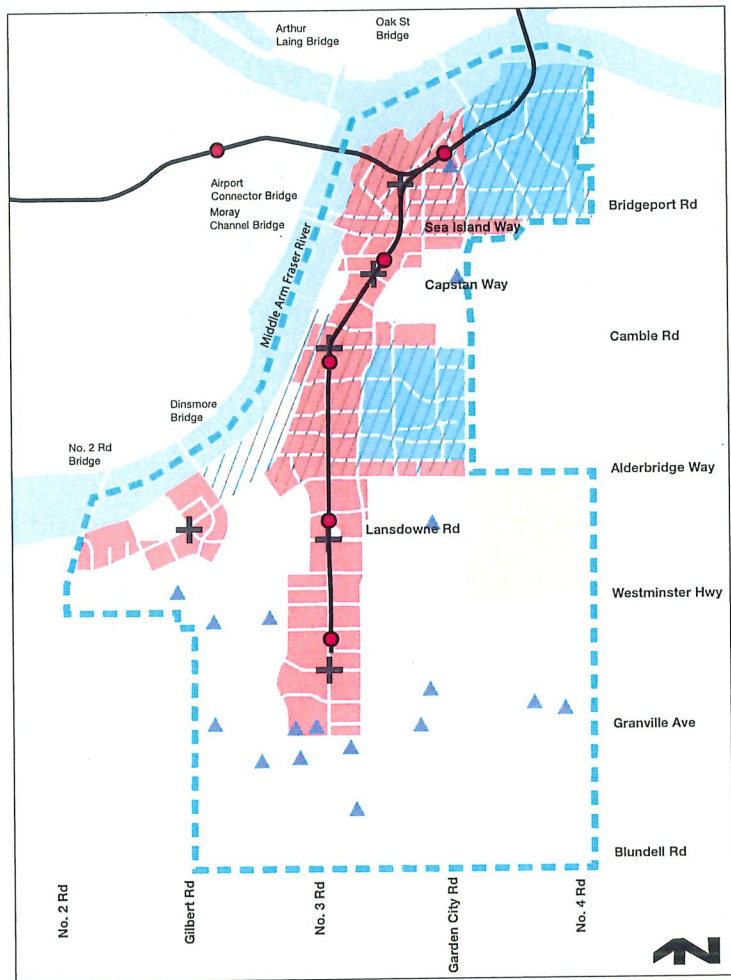 Oak St
Bridge
Arthur
Laing Bridge
Airport
Connector Bridge
Moray
Channel Bridge
Bridgeport Rd
Sea Island Way
Middle Arm Fraser River
Capstan Way
Cambie Rd
Dinsmore
Bridge
No. 2 Rd
Bridge
Alderbridge Way
Lansdowne Rd
Westminster Hwy
Granville Ave
Blundell Rd
No. 2 Rd
Gilbert Rd
No. 3 Rd
Garden City Rd
No. 4 Rd
N